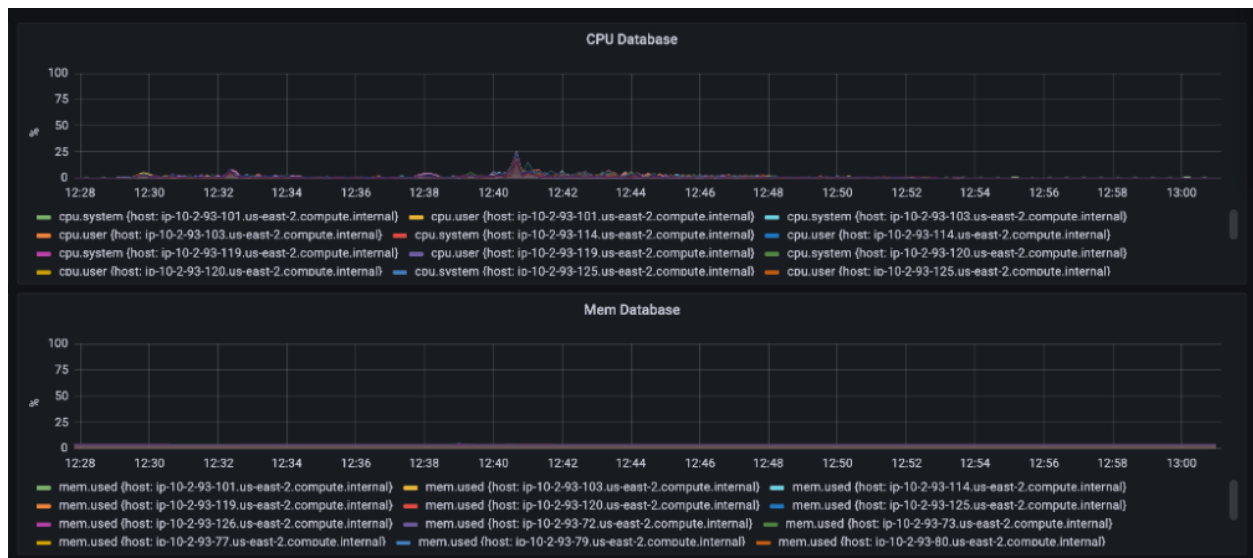 CPU Database
100
75
50
25
0
%
12:28 12:30 12:32 12:34 12:36 12:38 12:40 12:42 12:44 12:46 12:48 12:50 12:52 12:54 12:56 12:58 13:00
cpu.system {host: ip-10-2-93-101.us-east-2.compute.internal} cpu.user {host: ip-10-2-93-101.us-east-2.compute.internal} cpu.system {host: ip-10-2-93-103.us-east-2.compute.internal}
cpu.user {host: ip-10-2-93-103.us-east-2.compute.internal} cpu.system {host: ip-10-2-93-114.us-east-2.compute.internal} cpu.user {host: ip-10-2-93-114.us-east-2.compute.internal}
cpu.system {host: ip-10-2-93-119.us-east-2.compute.internal} cpu.user {host: ip-10-2-93-119.us-east-2.compute.internal} cpu.system {host: ip-10-2-93-120.us-east-2.compute.internal}
cpu.user {host: ip-10-2-93-120.us-east-2.compute.internal} cpu.system {host: ip-10-2-93-125.us-east-2.compute.internal} cpu.user {host: ip-10-2-93-125.us-east-2.compute.internal}
Mem Database
100
75
50
25
0
%
12:28 12:30 12:32 12:34 12:36 12:38 12:40 12:42 12:44 12:46 12:48 12:50 12:52 12:54 12:56 12:58 13:00
mem.used {host: ip-10-2-93-101.us-east-2.compute.internal} mem.used {host: ip-10-2-93-103.us-east-2.compute.internal} mem.used {host: ip-10-2-93-114.us-east-2.compute.internal}
mem.used {host: ip-10-2-93-119.us-east-2.compute.internal} mem.used {host: ip-10-2-93-120.us-east-2.compute.internal} mem.used {host: ip-10-2-93-125.us-east-2.compute.internal}
mem.used {host: ip-10-2-93-126.us-east-2.compute.internal} mem.used {host: ip-10-2-93-72.us-east-2.compute.internal} mem.used {host: ip-10-2-93-73.us-east-2.compute.internal}
mem.used {host: ip-10-2-93-77.us-east-2.compute.internal} mem.used {host: ip-10-2-93-79.us-east-2.compute.internal} mem.used {host: ip-10-2-93-80.us-east-2.compute.internal}